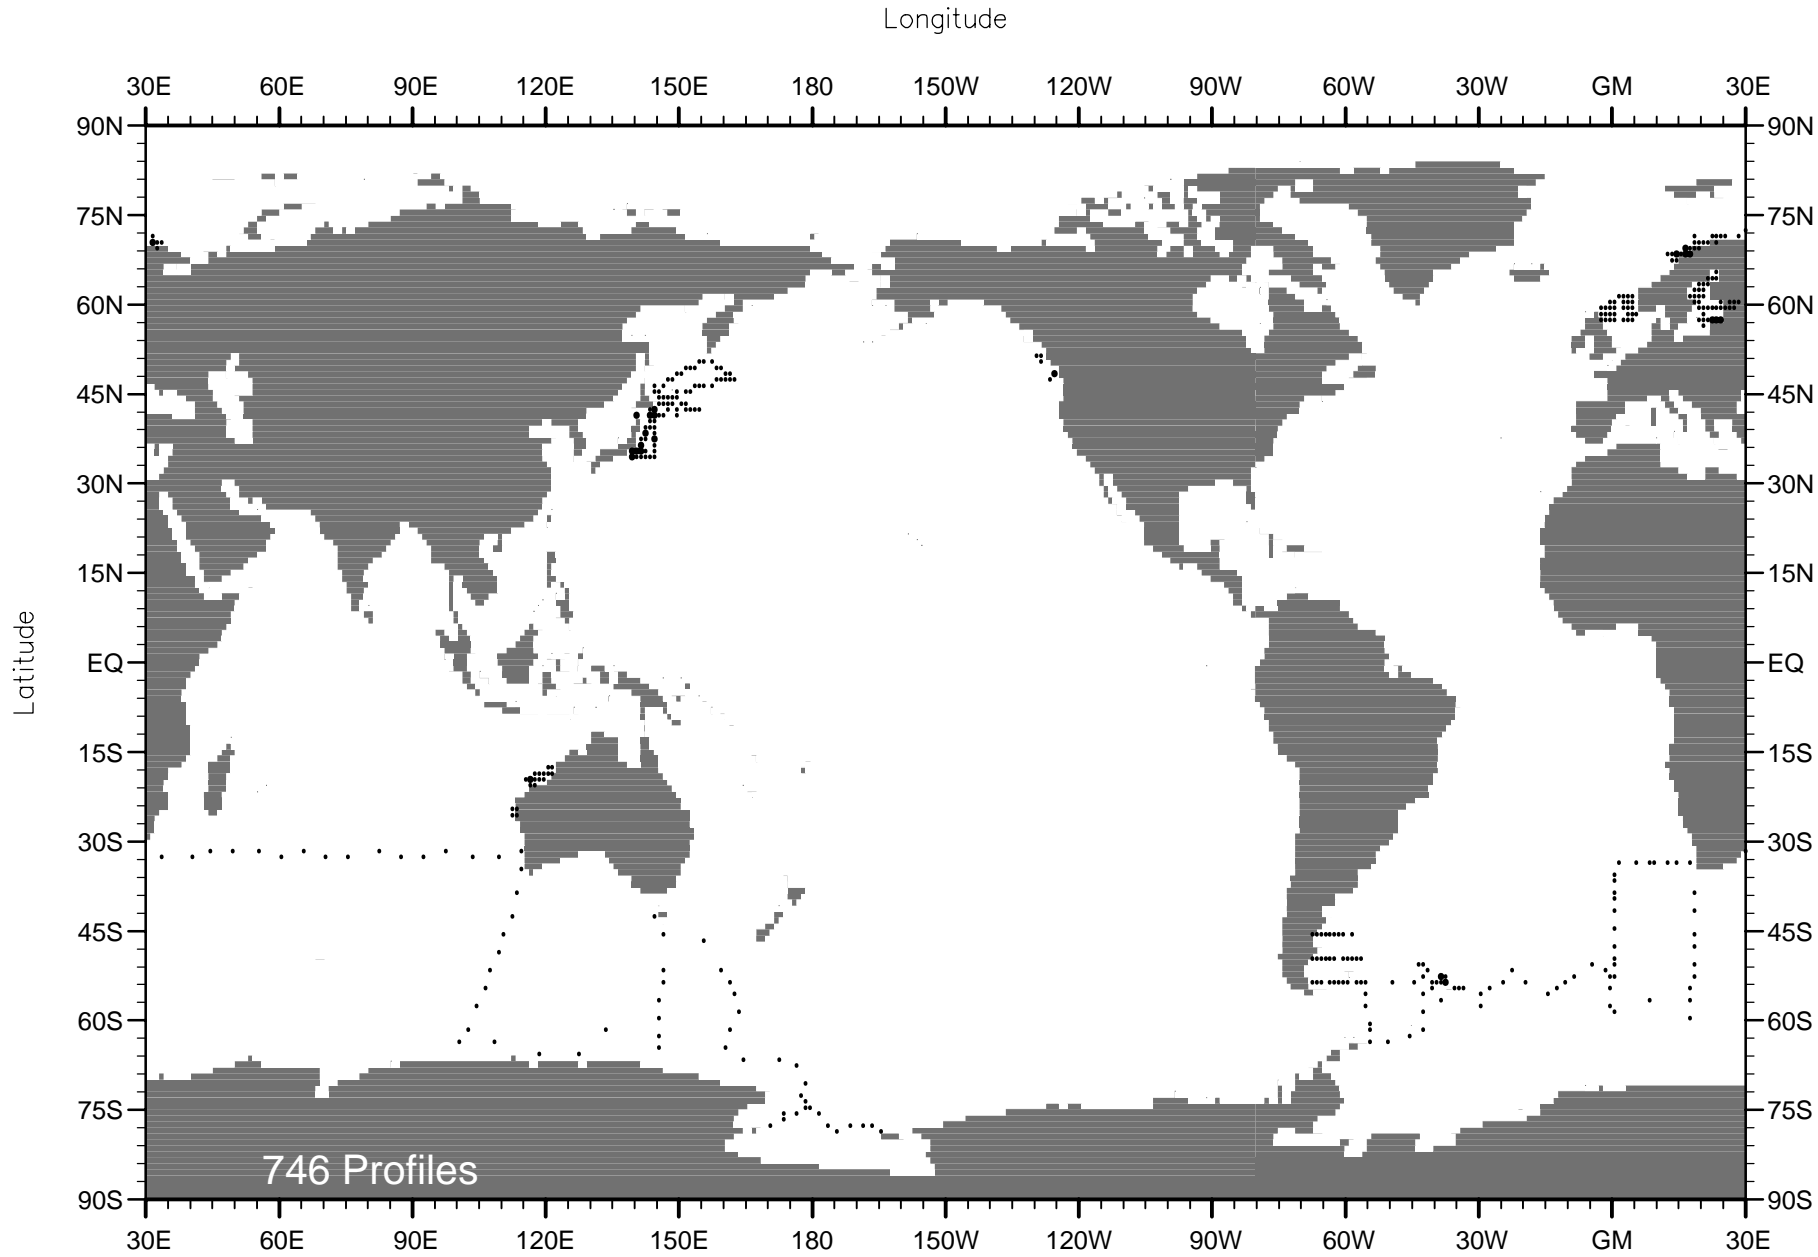 Longitude
30E 60E 90E 120E 150E 180 150W 120W 90W 60W 30W GM 30E
90N 90N
75N 75N
60N 60N
45N 45N
30N 30N
15N 15N
Latitude
EQ EQ
15S 15S
30S 30S
45S 45S
60S 60S
75S 75S
746 Profiles
90S 90S
30E 60E 90E 120E 150E 180 150W 120W 90W 60W 30W GM 30E